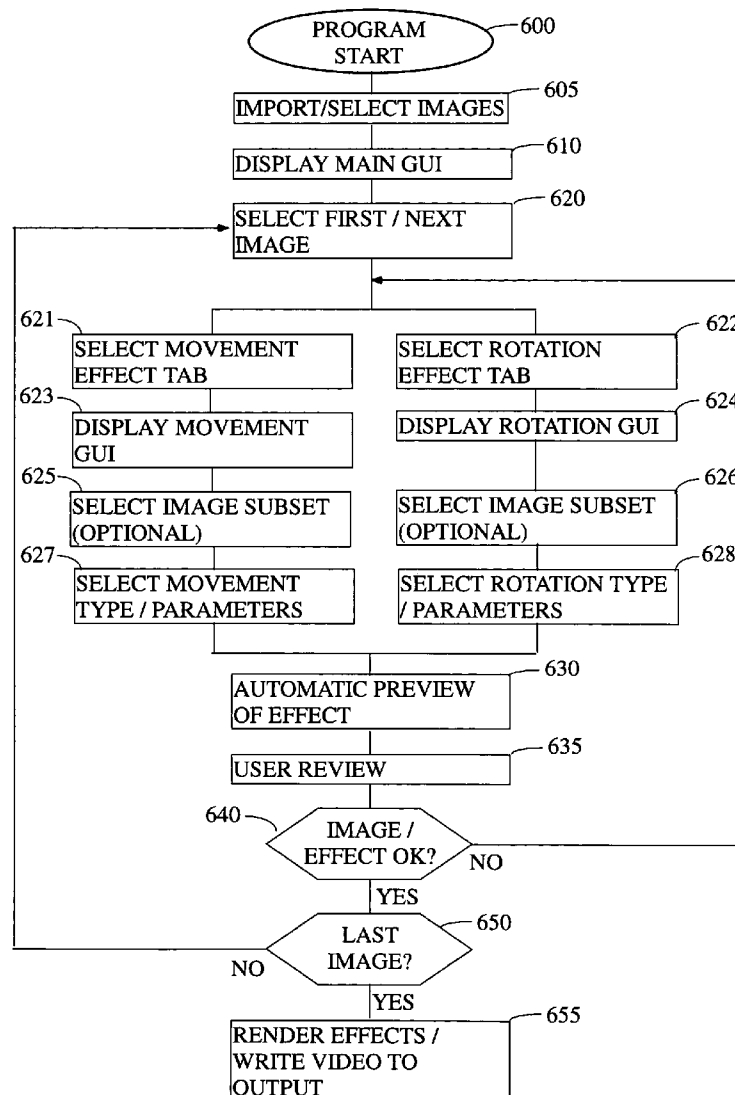 PROGRAM
START
600
605
IMPORT/SELECT IMAGES
610
DISPLAY MAIN GUI
620
SELECT FIRST / NEXT
IMAGE
621
SELECT MOVEMENT
EFFECT TAB
622
SELECT ROTATION
EFFECT TAB
623
DISPLAY MOVEMENT
GUI
624
DISPLAY ROTATION GUI
625
SELECT IMAGE SUBSET
(OPTIONAL)
626
SELECT IMAGE SUBSET
(OPTIONAL)
627
SELECT MOVEMENT
TYPE / PARAMETERS
628
SELECT ROTATION TYPE
/ PARAMETERS
630
AUTOMATIC PREVIEW
OF EFFECT
635
USER REVIEW
640
IMAGE /
EFFECT OK?
NO
YES
650
LAST
IMAGE?
NO
YES
655
RENDER EFFECTS /
WRITE VIDEO TO
OUTPUT